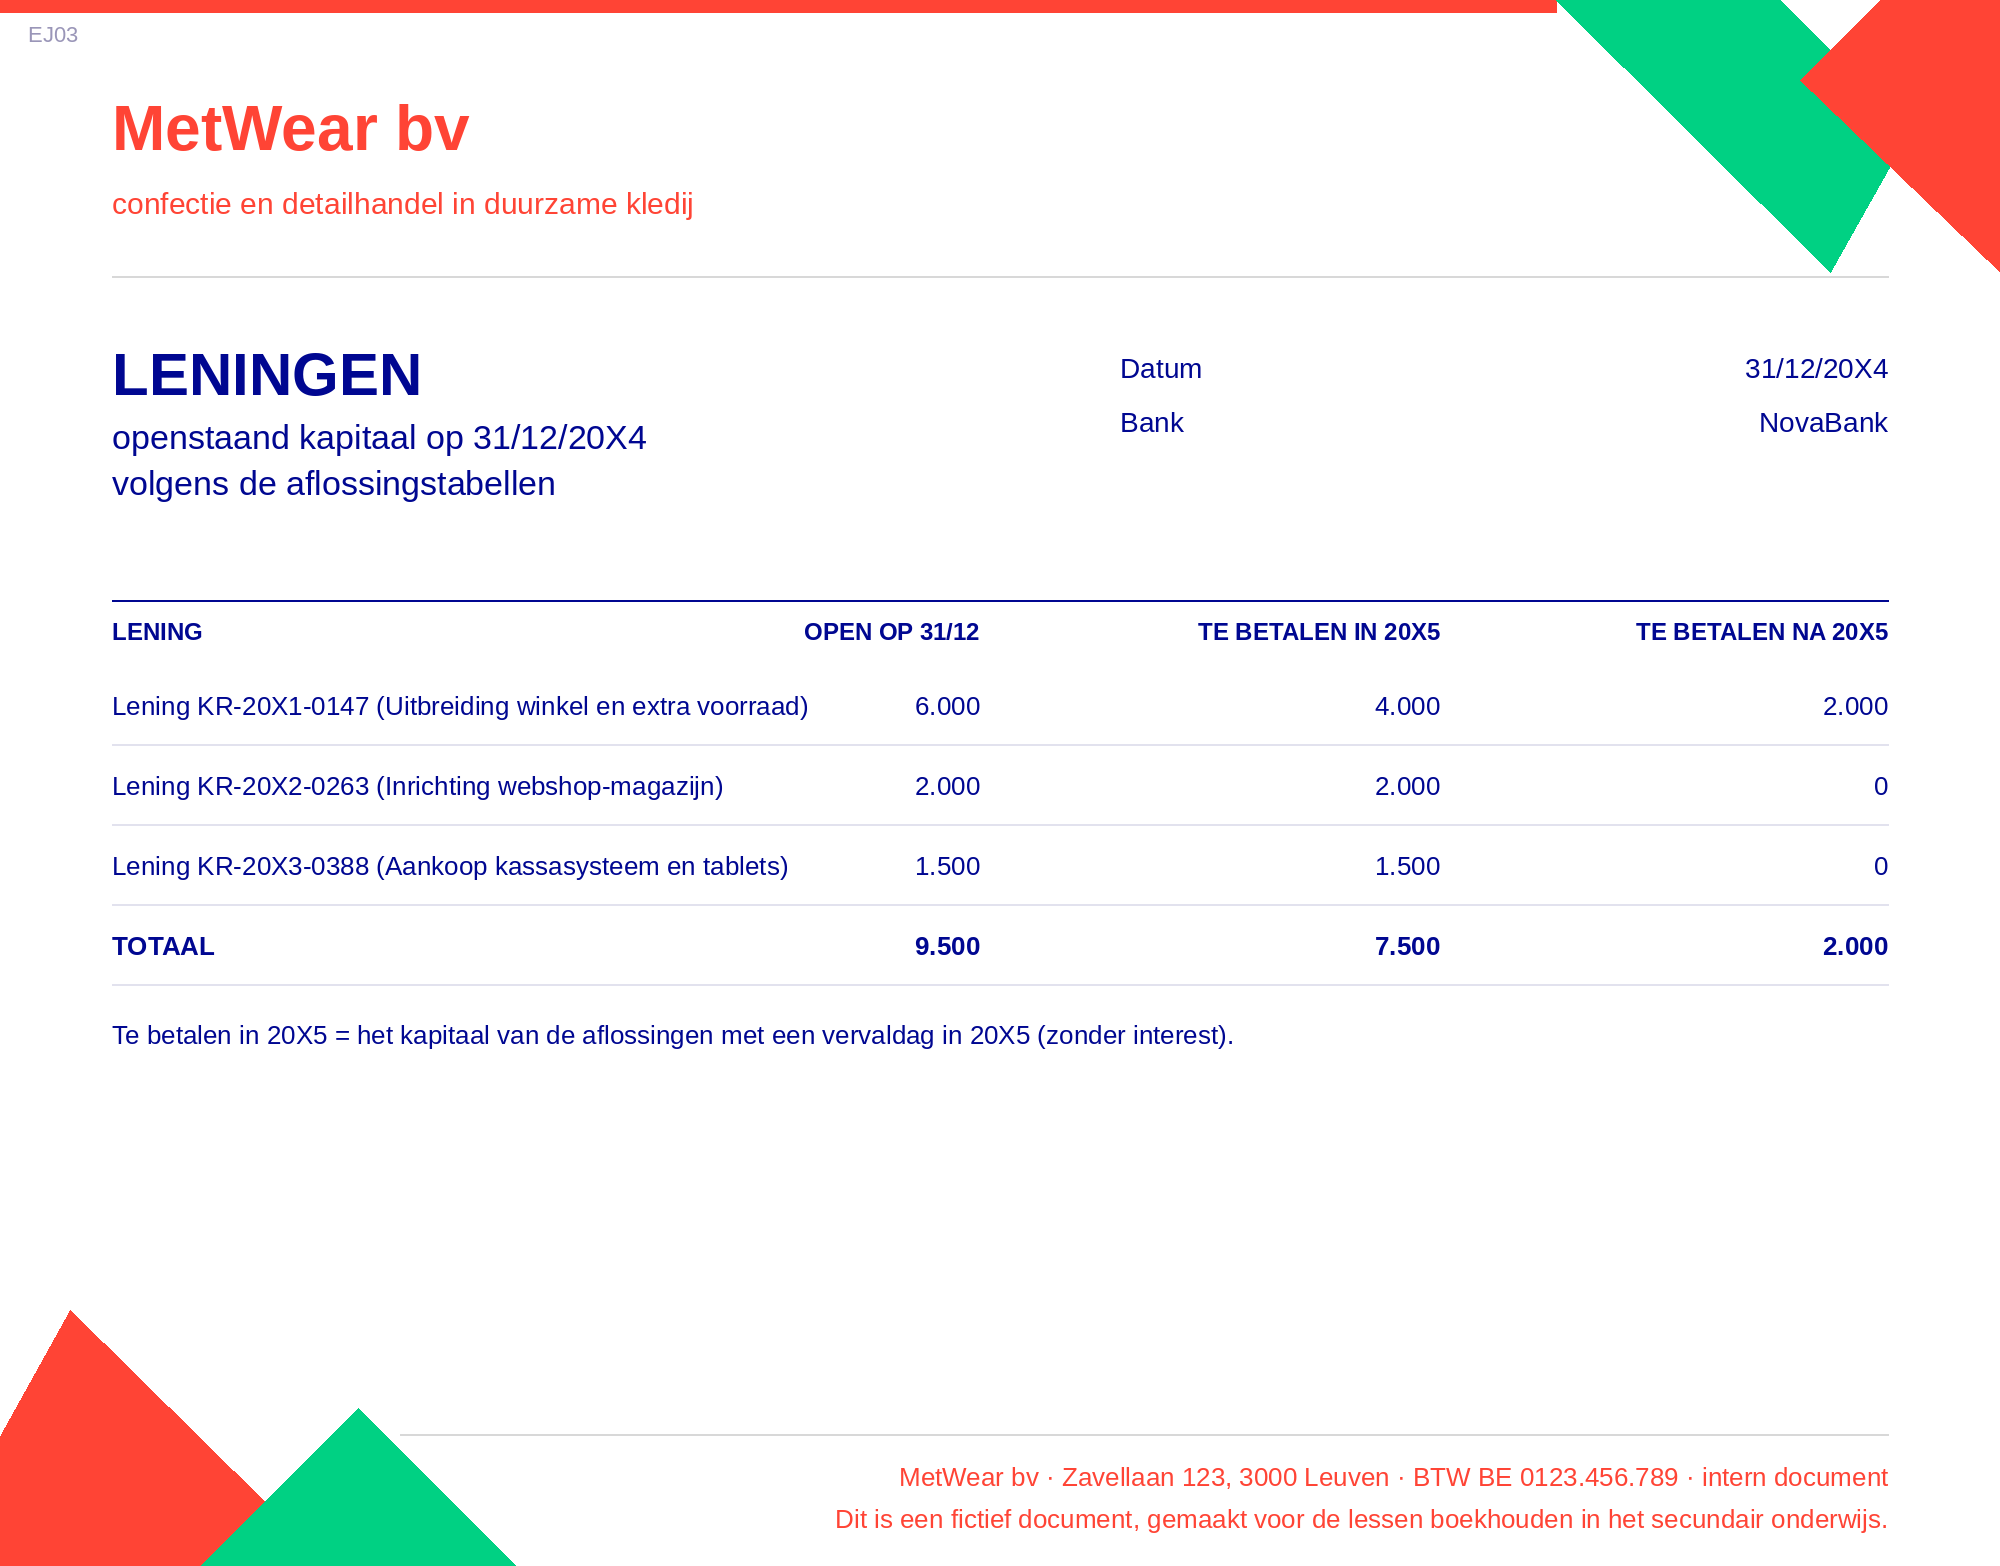 EJ03
MetWear bv
confectie en detailhandel in duurzame kledij
LENINGEN
openstaand kapitaal op 31/12/20X4
volgens de aflossingstabellen
Datum 31/12/20X4
Bank NovaBank
LENING OPEN OP 31/12 TE BETALEN IN 20X5 TE BETALEN NA 20X5
Lening KR-20X1-0147 (Uitbreiding winkel en extra voorraad) 6.000 4.000 2.000
Lening KR-20X2-0263 (Inrichting webshop-magazijn) 2.000 2.000 0
Lening KR-20X3-0388 (Aankoop kassasysteem en tablets) 1.500 1.500 0
TOTAAL 9.500 7.500 2.000
Te betalen in 20X5 = het kapitaal van de aflossingen met een vervaldag in 20X5 (zonder interest).
MetWear bv · Zavellaan 123, 3000 Leuven · BTW BE 0123.456.789 · intern document
Dit is een fictief document, gemaakt voor de lessen boekhouden in het secundair onderwijs.